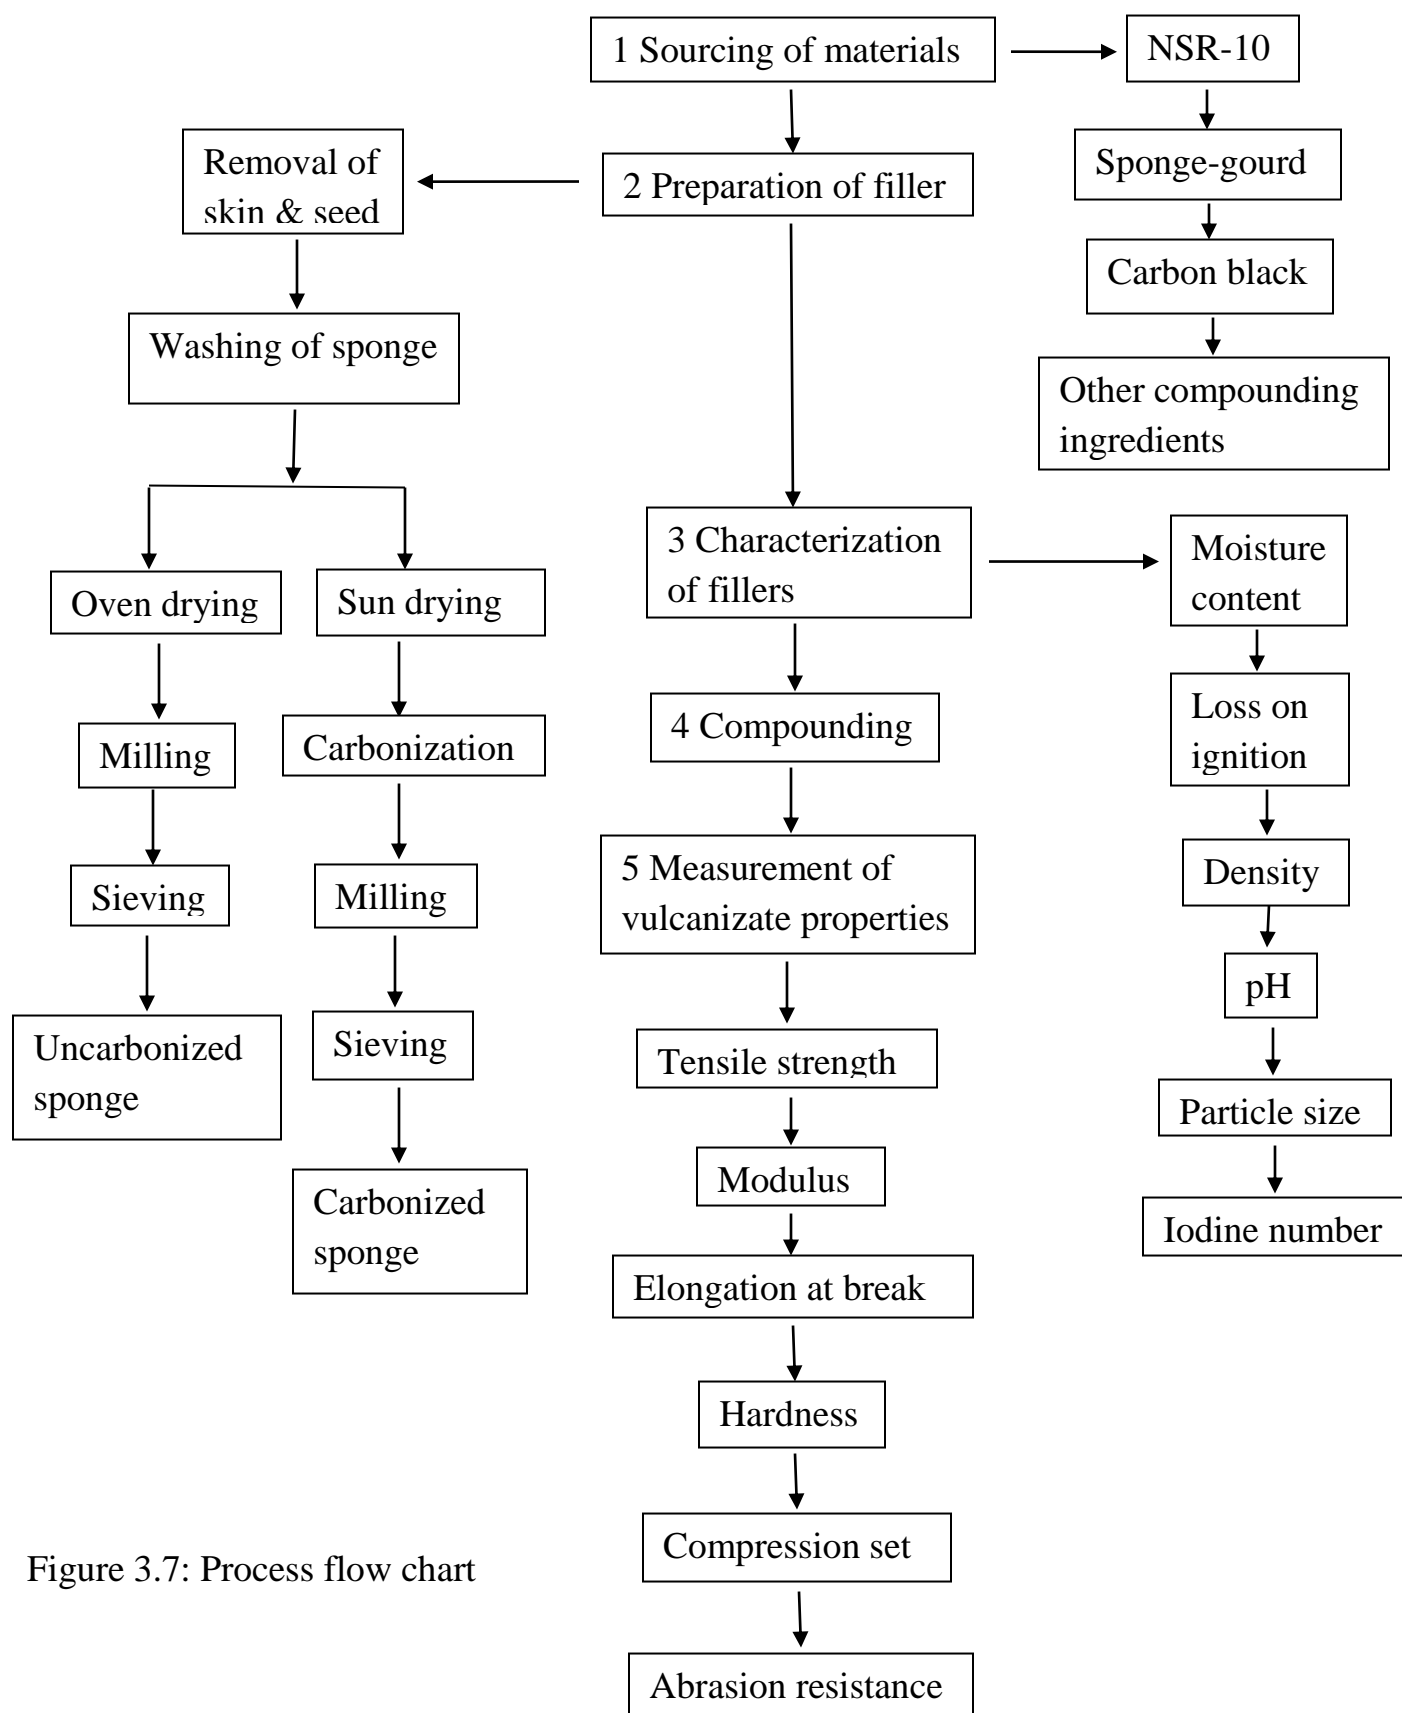 1 Sourcing of materials
NSR-10
Sponge-gourd
Carbon black
Other compounding
ingredients
2 Preparation of filler
Removal of
skin & seed
Washing of sponge
Oven drying
Milling
Sieving
Uncarbonized
sponge
Sun drying
Carbonization
Milling
Sieving
Carbonized
sponge
3 Characterization
of fillers
Moisture
content
Loss on
ignition
Density
pH
Particle size
Iodine number
4 Compounding
5 Measurement of
vulcanizate properties
Tensile strength
Modulus
Elongation at break
Hardness
Compression set
Abrasion resistance
Figure 3.7: Process flow chart